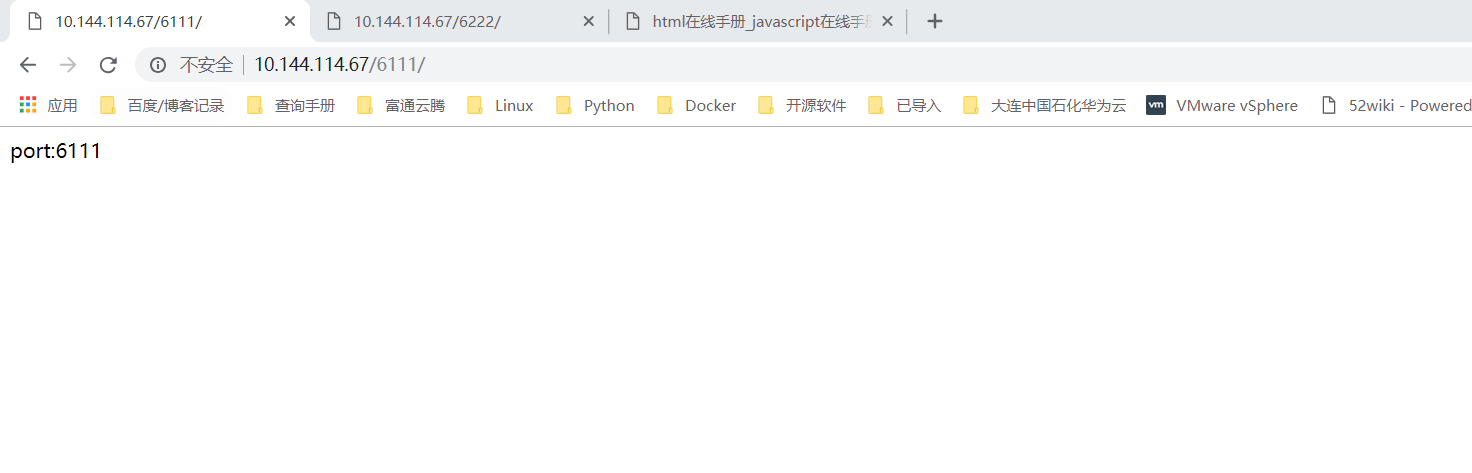 10.144.114.67/6111/ 10.144.114.67/6222/ html在线手册_javascript在线手
不安全 10.144.114.67/6111/
应用 百度/博客记录 查询手册 富通云腾 Linux Python Docker 开源软件 已导入 大连中国石化华为云 vm VMware vSphere 52wiki - Powered
port:6111